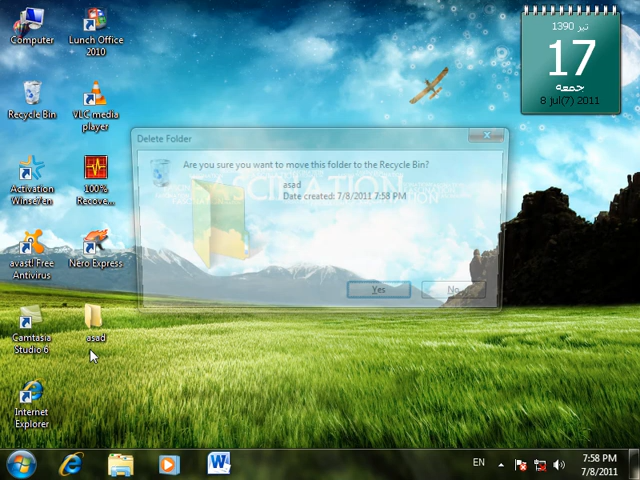 Computer
Lunch Office
2010
تیر 1390
17
جمعه
8 jul(7) 2011
Recycle Bin
VLC media
player
Delete Folder
Are you sure you want to move this folder to the Recycle Bin?
asad
Date created: 7/8/2011 7:58 PM
Yes
No
Activation
Winse7en
100%
Recove...
avast! Free
Antivirus
Nero Express
Camtasia
Studio 6
asad
Internet
Explorer
EN
7:58 PM
7/8/2011